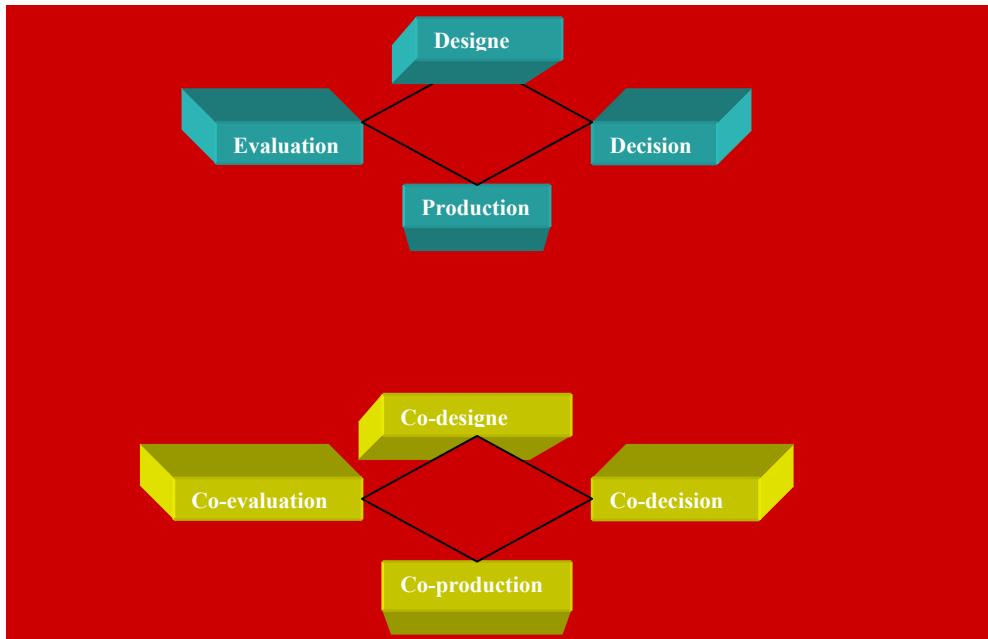 Designe
Evaluation
Decision
Production
Co-designe
Co-evaluation
Co-decision
Co-production